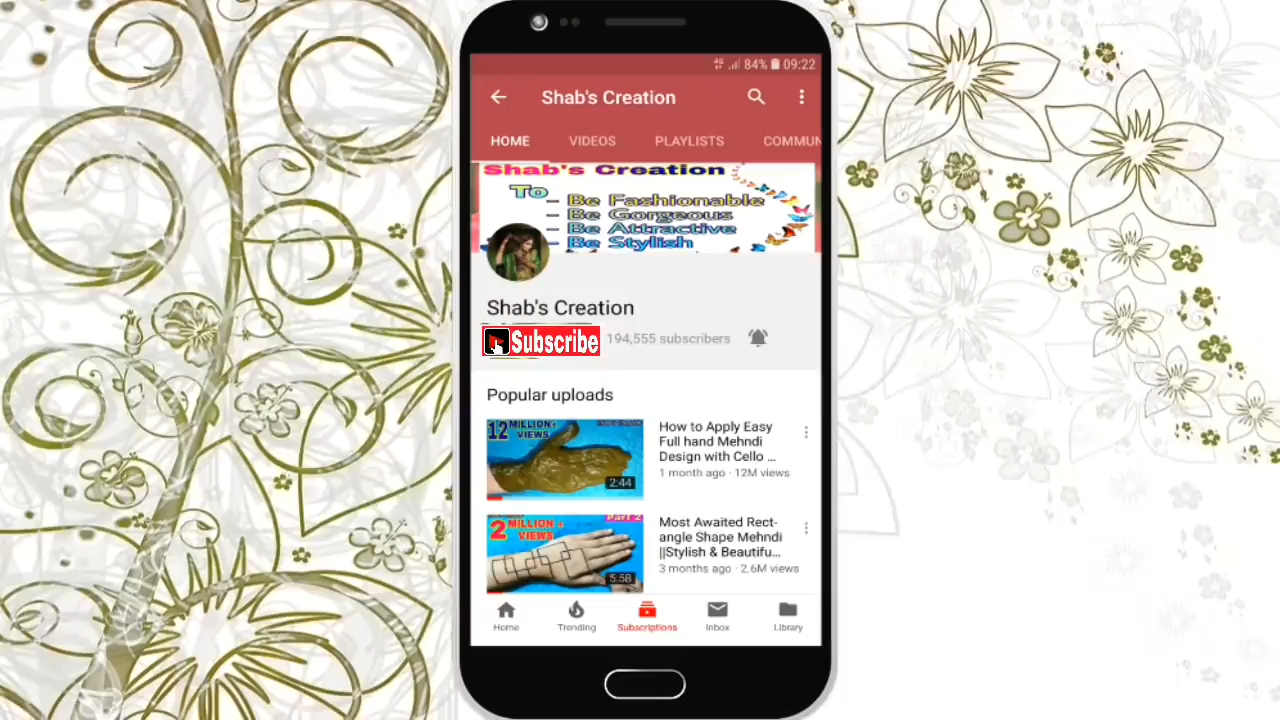 84% 09:22
Shab's Creation
HOME VIDEOS PLAYLISTS COMMUN
Shab's Creation
To
- Be Fashionable
- Be Gorgeous
- Be Attractive
- Be Stylish
Shab's Creation
Subscribe 194,555 subscribers
Popular uploads
12 MILLION+
VIEWS
2:44
How to Apply Easy
Full hand Mehndi
Design with Cello ...
1 month ago · 12M views
Part-2
2 MILLION +
VIEWS
5:58
Most Awaited Rect-
angle Shape Mehndi
||Stylish & Beautifu...
3 months ago · 2.6M views
Home Trending Subscriptions Inbox Library